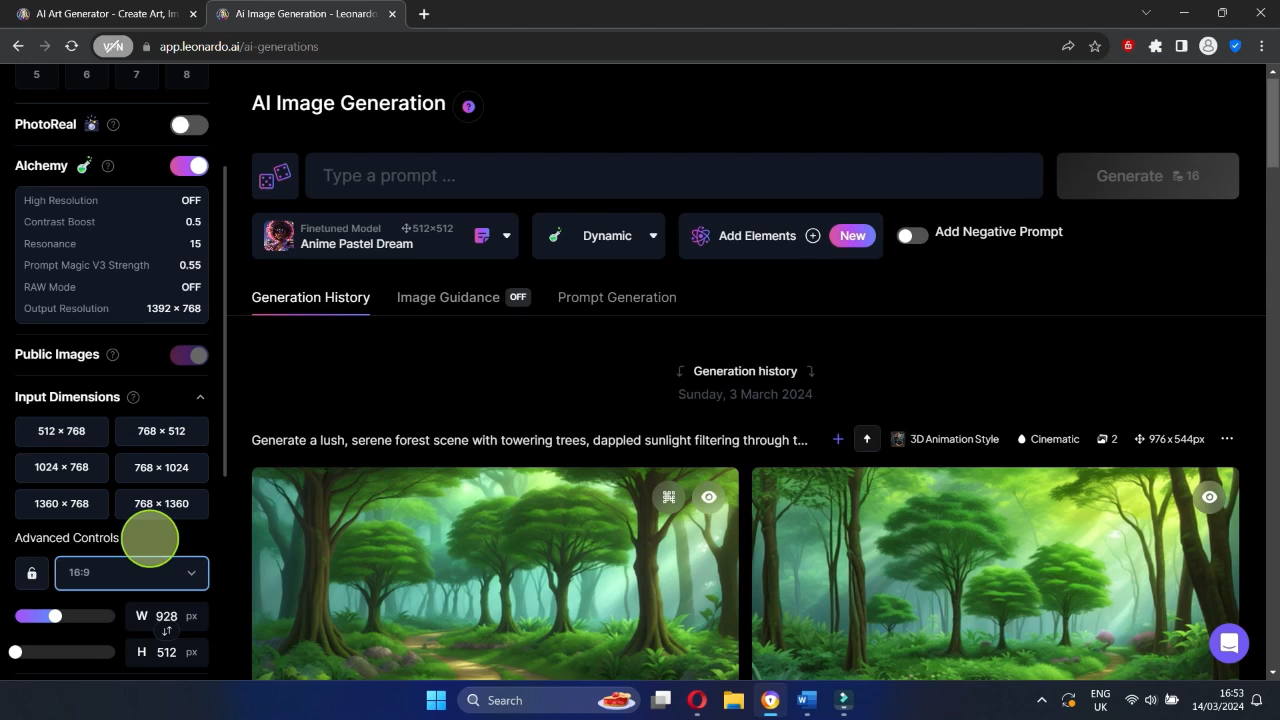 AI Art Generator - Create Art, Im
Ai Image Generation - Leonardo
VPN
app.leonardo.ai/ai-generations
5 6 7 8
PhotoReal
Alchemy
High Resolution OFF
Contrast Boost 0.5
Resonance 15
Prompt Magic V3 Strength 0.55
RAW Mode OFF
Output Resolution 1392 × 768
Public Images
Input Dimensions
512 × 768 768 × 512
1024 × 768 768 × 1024
1360 × 768 768 × 1360
Advanced Controls
16:9
W 928 px
H 512 px
AI Image Generation
Type a prompt ...
Generate 16
Finetuned Model 512×512
Anime Pastel Dream
Dynamic
Add Elements New
Add Negative Prompt
Generation History Image Guidance OFF Prompt Generation
Generation history
Sunday, 3 March 2024
Generate a lush, serene forest scene with towering trees, dappled sunlight filtering through t...
3D Animation Style Cinematic 2 976 x 544px
Search
ENG
UK
16:53
14/03/2024